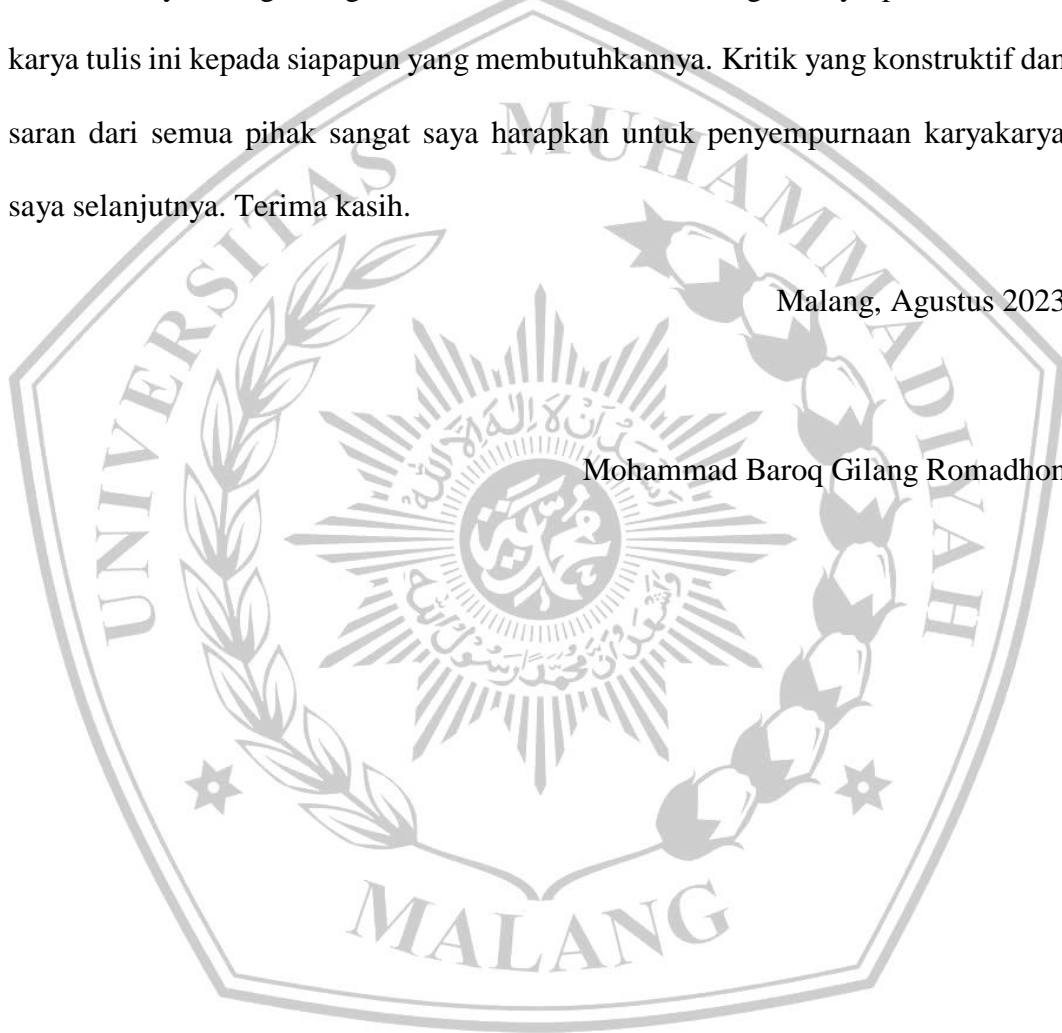 karya tulis ini kepada siapapun yang membutuhkannya. Kritik yang konstruktif dan
saran dari semua pihak sangat saya harapkan untuk penyempurnaan karyakarya
saya selanjutnya. Terima kasih.
Malang, Agustus 2023
Mohammad Baroq Gilang Romadhon
UNIVERSITAS MUHAMMADIYAH
MALANG